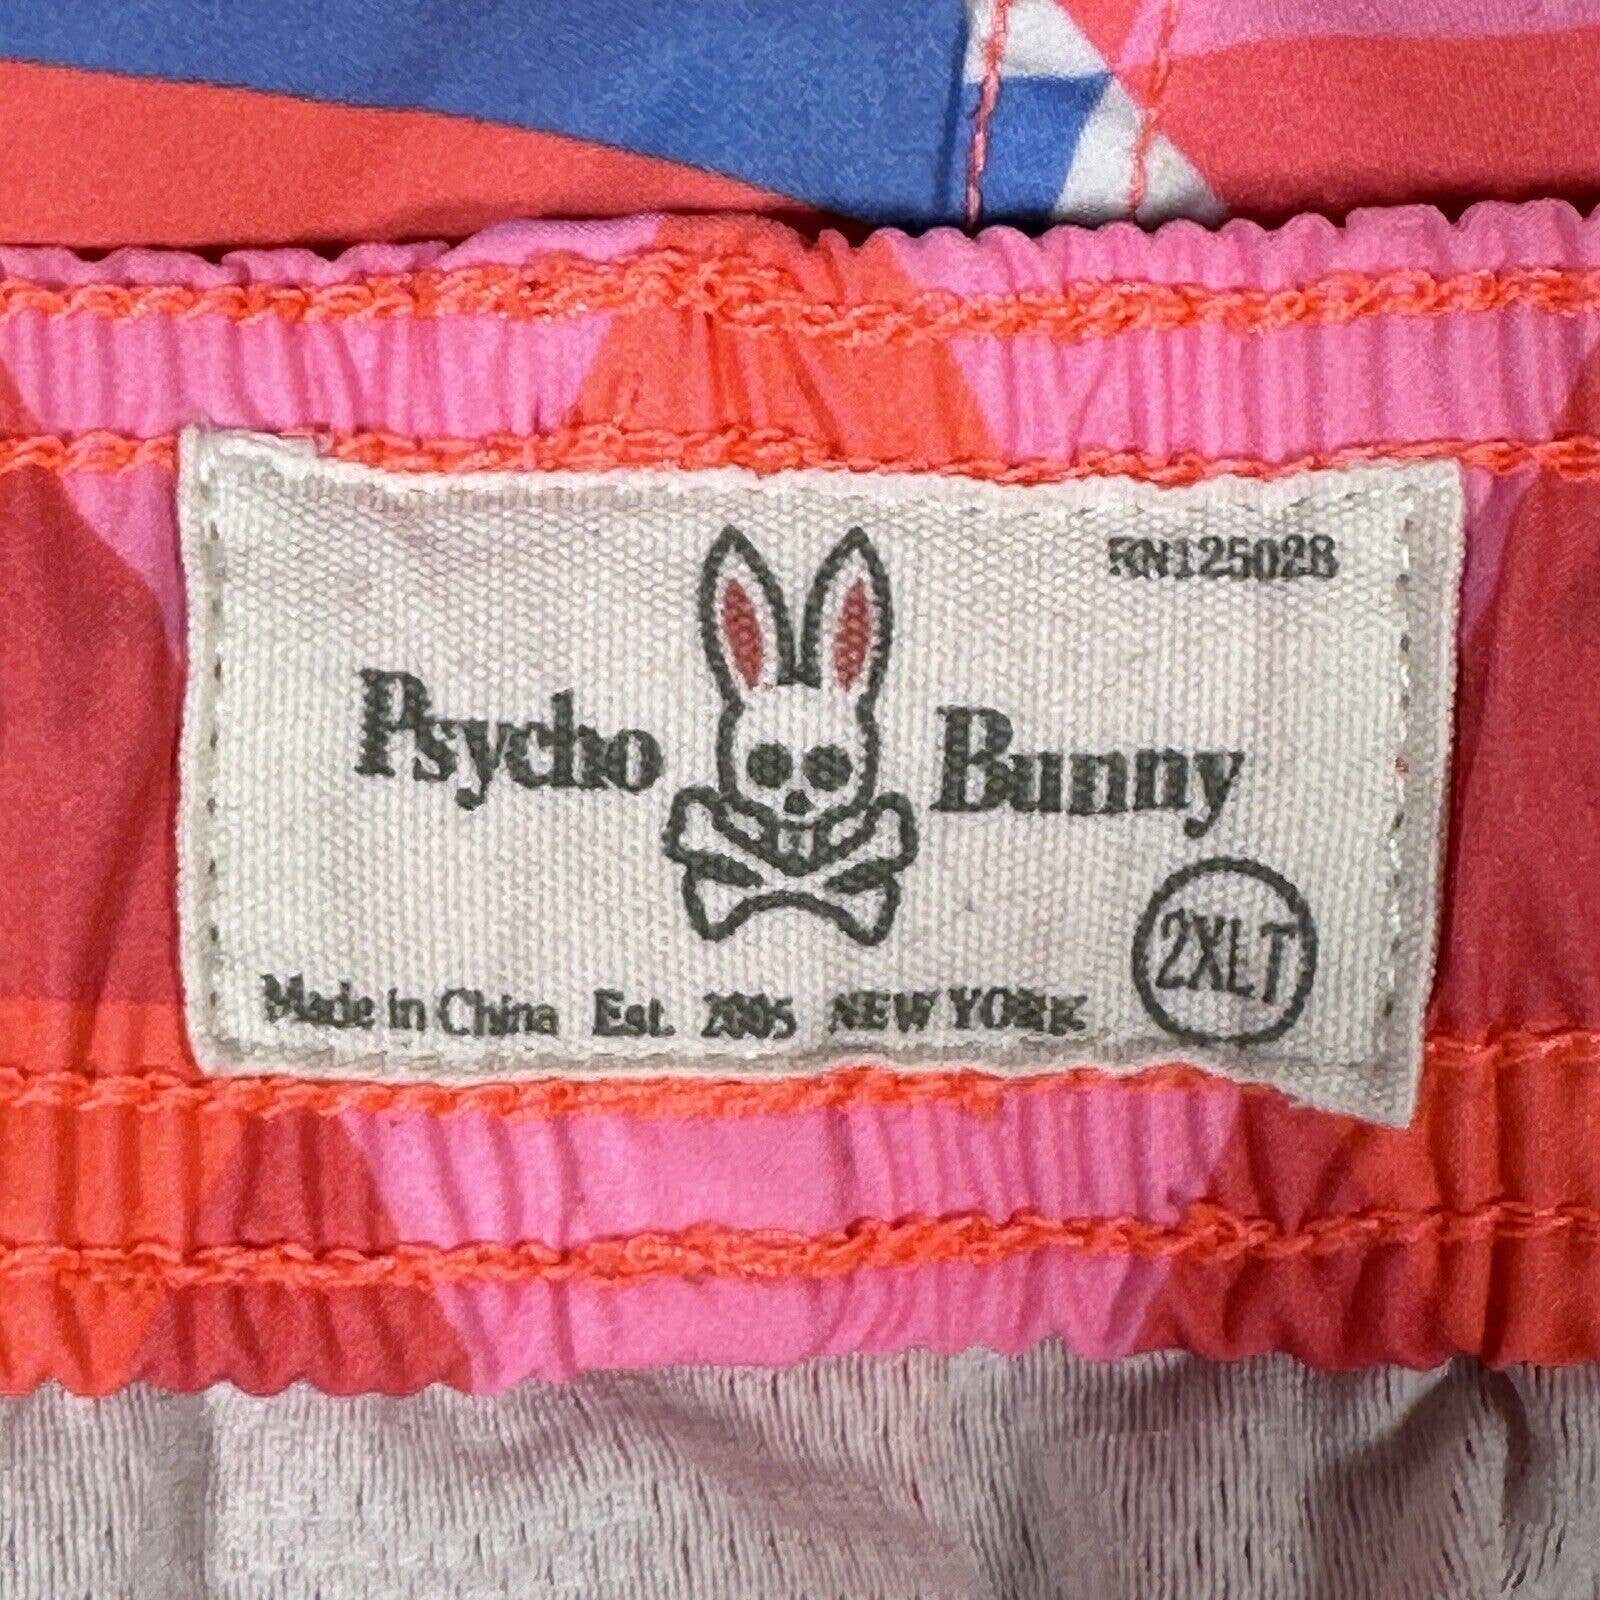 RN125028
Psycho Bunny
2XLT
Made in China Est. 2005 NEW YORK